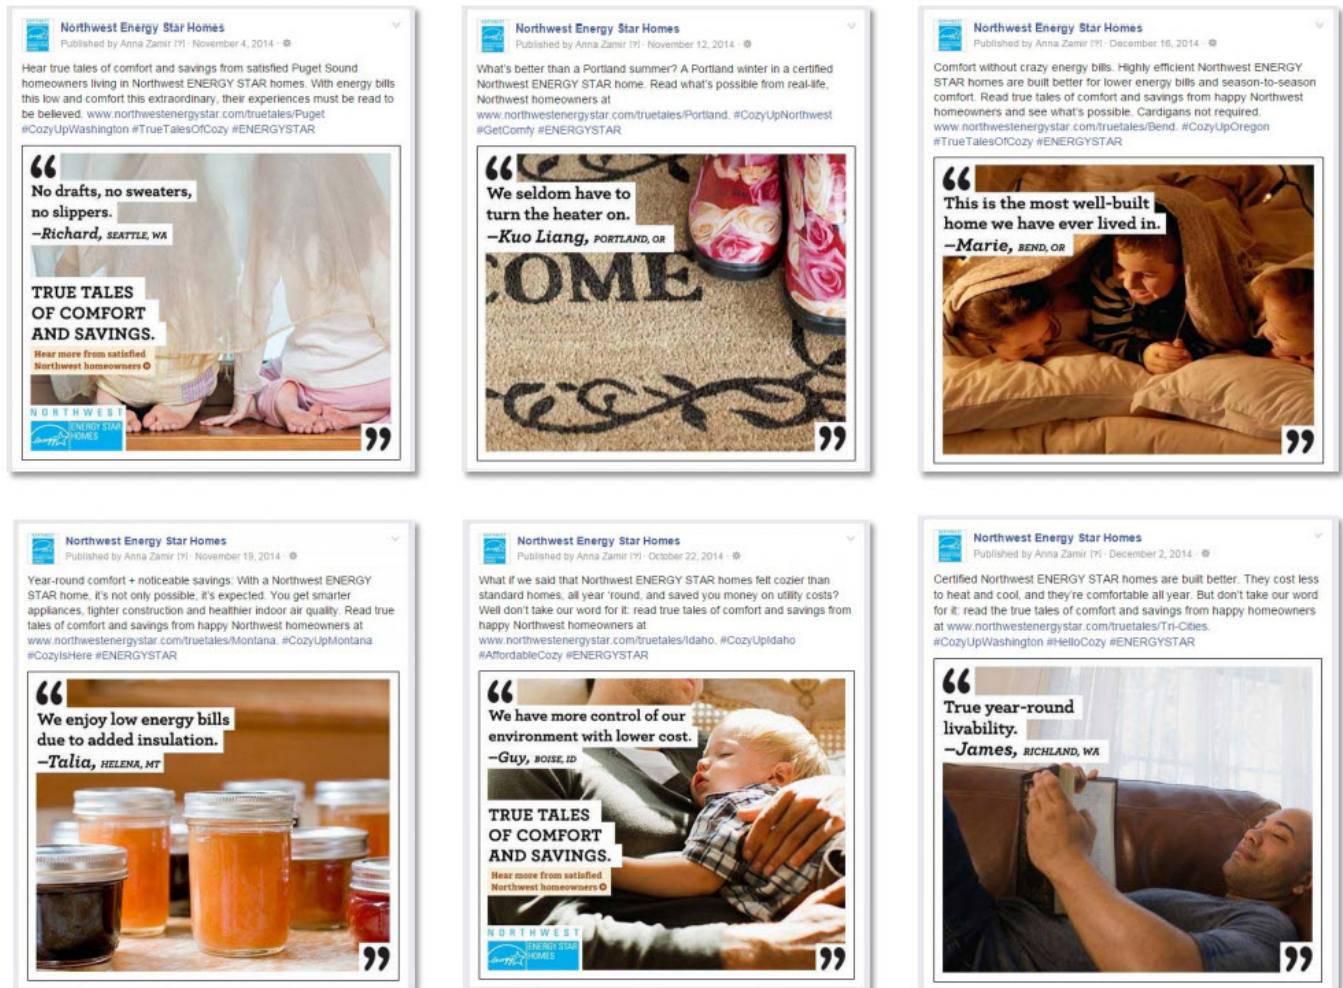 Northwest Energy Star Homes
Published by Anna Zamir [?] · November 4, 2014 ·
Hear true tales of comfort and savings from satisfied Puget Sound
homeowners living in Northwest ENERGY STAR homes. With energy bills
this low and comfort this extraordinary, their experiences must be read to
be believed. www.northwestenergystar.com/truetales/Puget
#CozyUpWashington #TrueTalesOfCozy #ENERGYSTAR
“
No drafts, no sweaters,
no slippers.
–Richard, SEATTLE, WA
TRUE TALES
OF COMFORT
AND SAVINGS.
Hear more from satisfied
Northwest homeowners
NORTHWEST
ENERGY STAR
HOMES
”
Northwest Energy Star Homes
Published by Anna Zamir [?] · November 12, 2014 ·
What's better than a Portland summer? A Portland winter in a certified
Northwest ENERGY STAR home. Read what's possible from real-life,
Northwest homeowners at
www.northwestenergystar.com/truetales/Portland. #CozyUpNorthwest
#GetComfy #ENERGYSTAR
“
We seldom have to
turn the heater on.
–Kuo Liang, PORTLAND, OR
COME
”
Northwest Energy Star Homes
Published by Anna Zamir [?] · December 16, 2014 ·
Comfort without crazy energy bills. Highly efficient Northwest ENERGY
STAR homes are built better for lower energy bills and season-to-season
comfort. Read true tales of comfort and savings from happy Northwest
homeowners and see what's possible. Cardigans not required.
www.northwestenergystar.com/truetales/Bend. #CozyUpOregon
#TrueTalesOfCozy #ENERGYSTAR
“
This is the most well-built
home we have ever lived in.
–Marie, BEND, OR
”
Northwest Energy Star Homes
Published by Anna Zamir [?] · November 19, 2014 ·
Year-round comfort + noticeable savings: With a Northwest ENERGY
STAR home, it's not only possible, it's expected. You get smarter
appliances, tighter construction and healthier indoor air quality. Read true
tales of comfort and savings from happy Northwest homeowners at
www.northwestenergystar.com/truetales/Montana. #CozyUpMontana
#CozyIsHere #ENERGYSTAR
“
We enjoy low energy bills
due to added insulation.
–Talia, HELENA, MT
”
Northwest Energy Star Homes
Published by Anna Zamir [?] · October 22, 2014 ·
What if we said that Northwest ENERGY STAR homes felt cozier than
standard homes, all year 'round, and saved you money on utility costs?
Well don't take our word for it: read true tales of comfort and savings from
happy Northwest homeowners at
www.northwestenergystar.com/truetales/Idaho. #CozyUpIdaho
#AffordableCozy #ENERGYSTAR
“
We have more control of our
environment with lower cost.
–Guy, BOISE, ID
TRUE TALES
OF COMFORT
AND SAVINGS.
Hear more from satisfied
Northwest homeowners
NORTHWEST
ENERGY STAR
HOMES
”
Northwest Energy Star Homes
Published by Anna Zamir [?] · December 2, 2014 ·
Certified Northwest ENERGY STAR homes are built better. They cost less
to heat and cool, and they're comfortable all year. But don't take our word
for it: read the true tales of comfort and savings from happy homeowners
at www.northwestenergystar.com/truetales/Tri-Cities.
#CozyUpWashington #HelloCozy #ENERGYSTAR
“
True year-round
livability.
–James, RICHLAND, WA
”